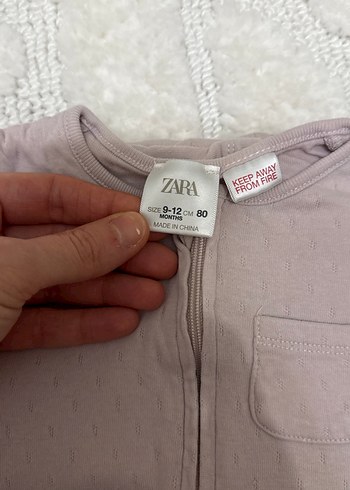 ZARA
SIZE 9-12 CM 80
MONTHS
MADE IN CHINA
KEEP AWAY
FROM FIRE